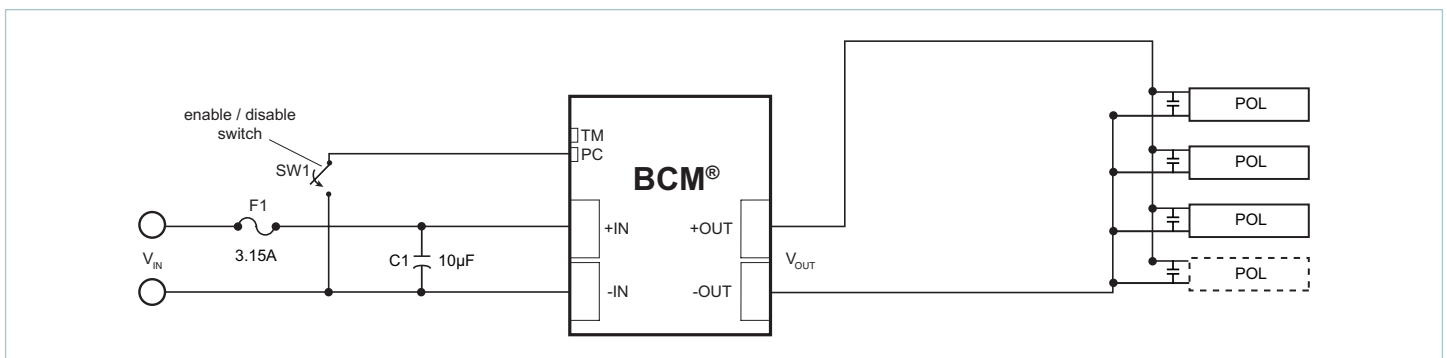 enable / disable
switch
SW1
F1
3.15A
V_IN
C1
10µF
TM
PC
BCM®
+IN
-IN
+OUT
-OUT
V_OUT
POL
POL
POL
POL